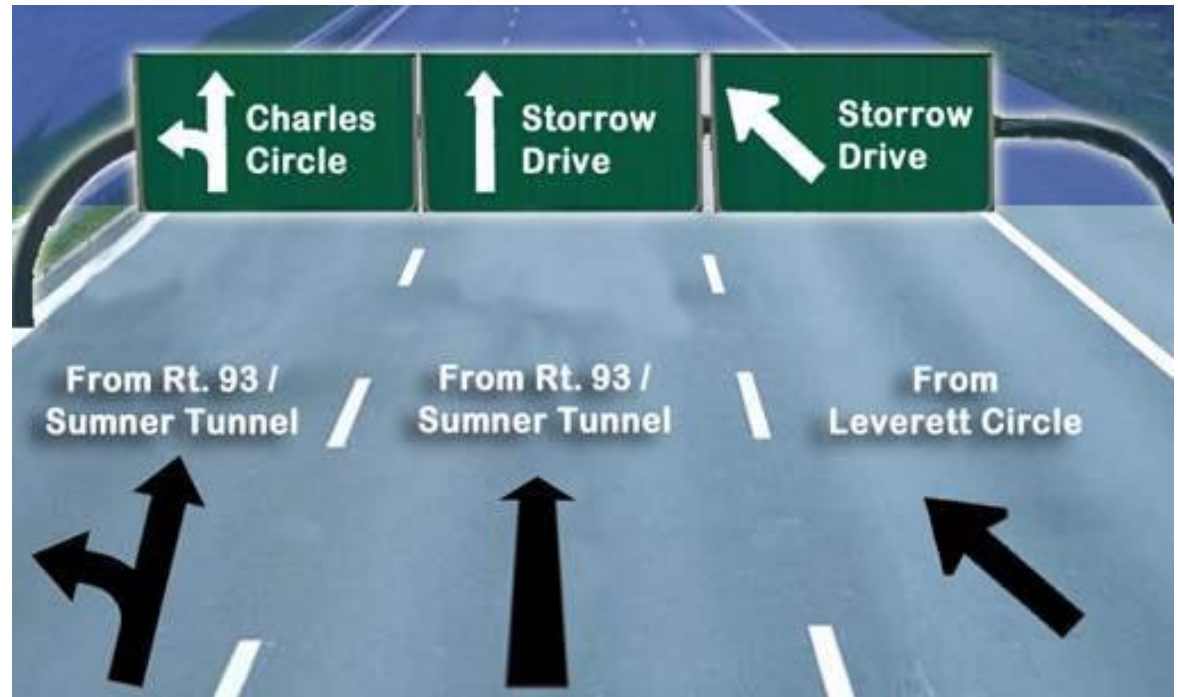 Charles
Circle
Storrow
Drive
Storrow
Drive
From Rt. 93 /
Sumner Tunnel
From Rt. 93 /
Sumner Tunnel
From
Leverett Circle